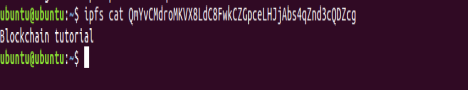 ubuntu@ubuntu:~$ ipfs cat QmYvCMdroMKVX8LdC8FwkCZGpceLHJjAbs4qZnd3cQDZcg
Blockchain tutorial
ubuntu@ubuntu:~$